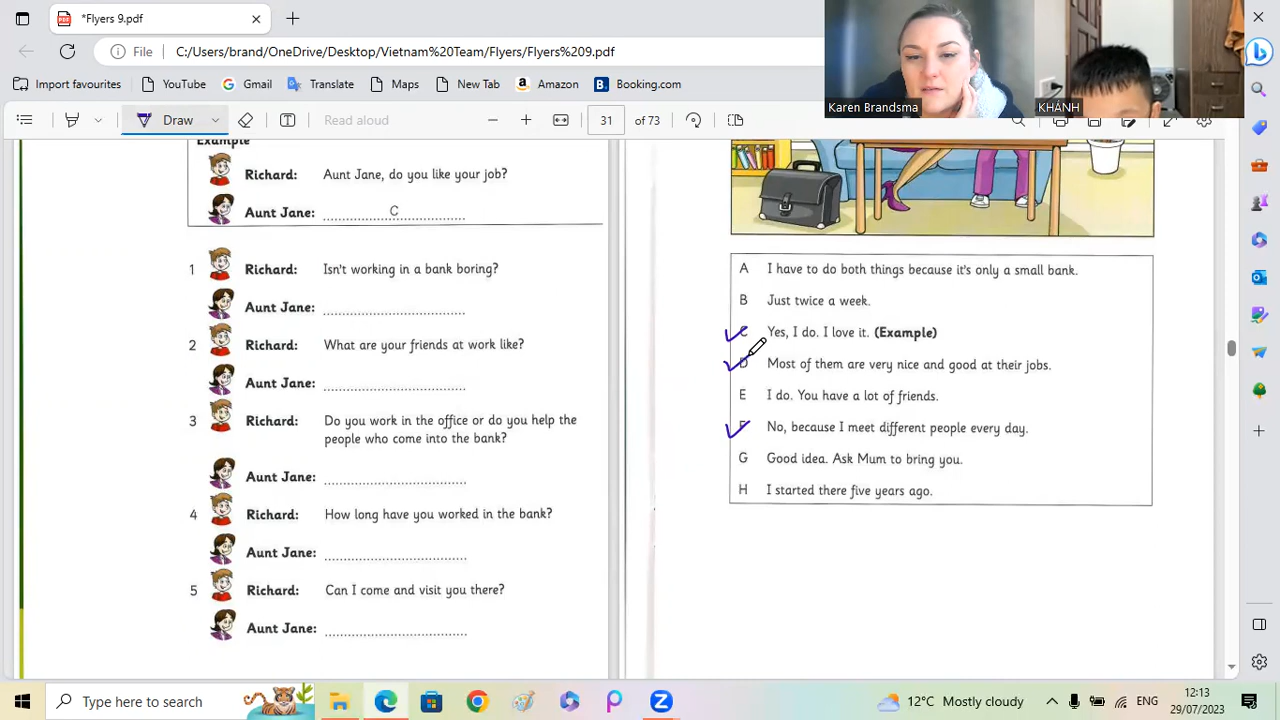 *Flyers 9.pdf
File
C:/Users/brand/OneDrive/Desktop/Vietnam%20Team/Flyers/Flyers%209.pdf
Import favourites
YouTube
Gmail
Translate
Maps
New Tab
Amazon
Booking.com
Karen Brandsma
KHÁNH
Draw
Read aloud
31 of 73
Example
Richard: Aunt Jane, do you like your job?
Aunt Jane: C
1 Richard: Isn't working in a bank boring?
Aunt Jane:
2 Richard: What are your friends at work like?
Aunt Jane:
3 Richard: Do you work in the office or do you help the
people who come into the bank?
Aunt Jane:
4 Richard: How long have you worked in the bank?
Aunt Jane:
5 Richard: Can I come and visit you there?
Aunt Jane:
A I have to do both things because it's only a small bank.
B Just twice a week.
C Yes, I do. I love it. (Example)
D Most of them are very nice and good at their jobs.
E I do. You have a lot of friends.
F No, because I meet different people every day.
G Good idea. Ask Mum to bring you.
H I started there five years ago.
Type here to search
12°C Mostly cloudy
ENG
12:13
29/07/2023